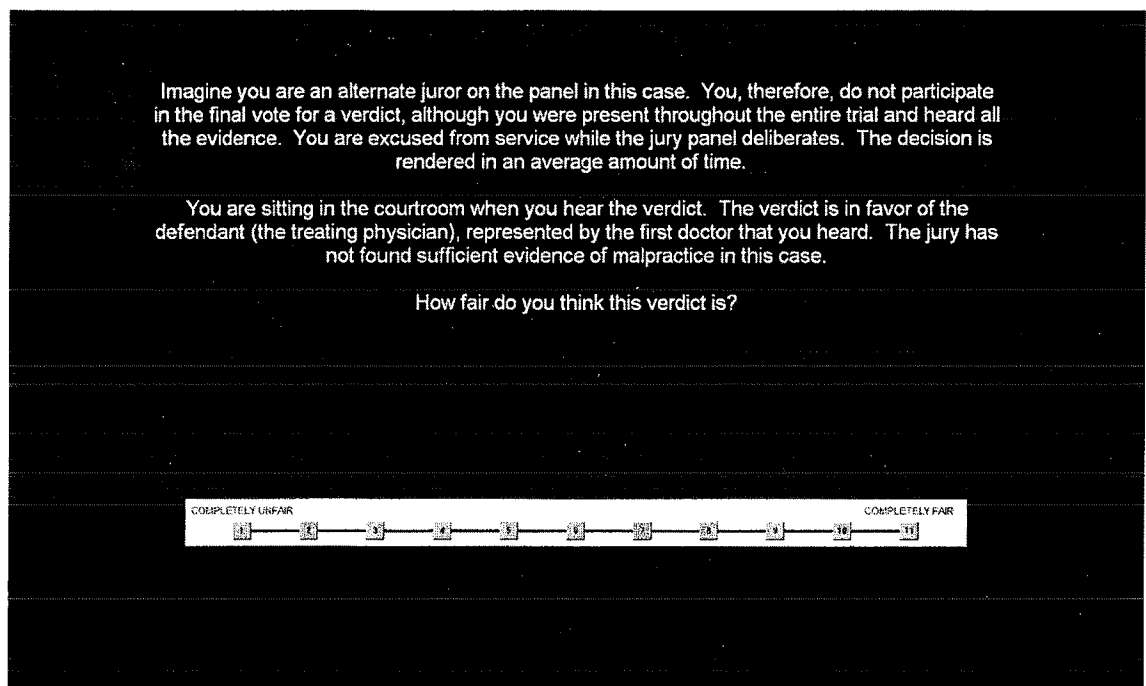 Imagine you are an alternate juror on the panel in this case. You, therefore, do not participate
in the final vote for a verdict, although you were present throughout the entire trial and heard all
the evidence. You are excused from service while the jury panel deliberates. The decision is
rendered in an average amount of time.
You are sitting in the courtroom when you hear the verdict. The verdict is in favor of the
defendant (the treating physician), represented by the first doctor that you heard. The jury has
not found sufficient evidence of malpractice in this case.
How fair do you think this verdict is?
COMPLETELY UNFAIR COMPLETELY FAIR
1 2 3 4 5 6 7 8 9 10 11